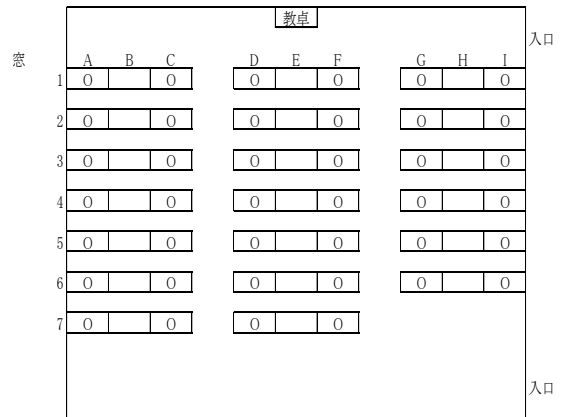 教卓
入口
窓
A B C D E F G H I
1 O O O O O O
2 O O O O O O
3 O O O O O O
4 O O O O O O
5 O O O O O O
6 O O O O O O
7 O O O O
入口